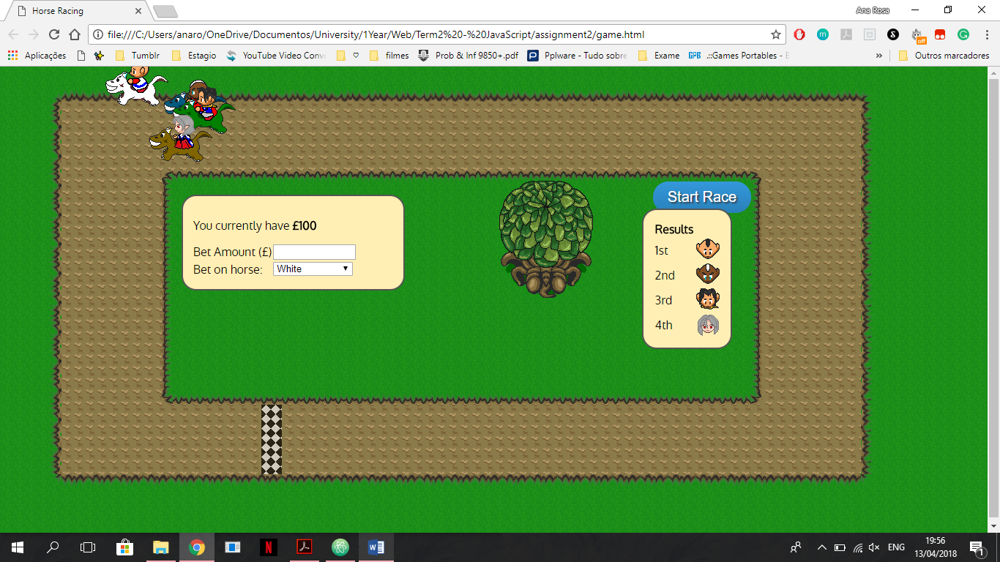 Horse Racing
Ana Rosa
file:///C:/Users/anaro/OneDrive/Documentos/University/1Year/Web/Term2%20-%20JavaScript/assignment2/game.html
Aplicações Tumblr Estagio YouTube Video Conv filmes Prob & Inf 9850+.pdf Pplware - Tudo sobre Exame GPB .::Games Portables - E » Outros marcadores
off
Start Race
You currently have £100
Bet Amount (£)
Bet on horse: White
Results
1st
2nd
3rd
4th
ENG
19:56
13/04/2018
1